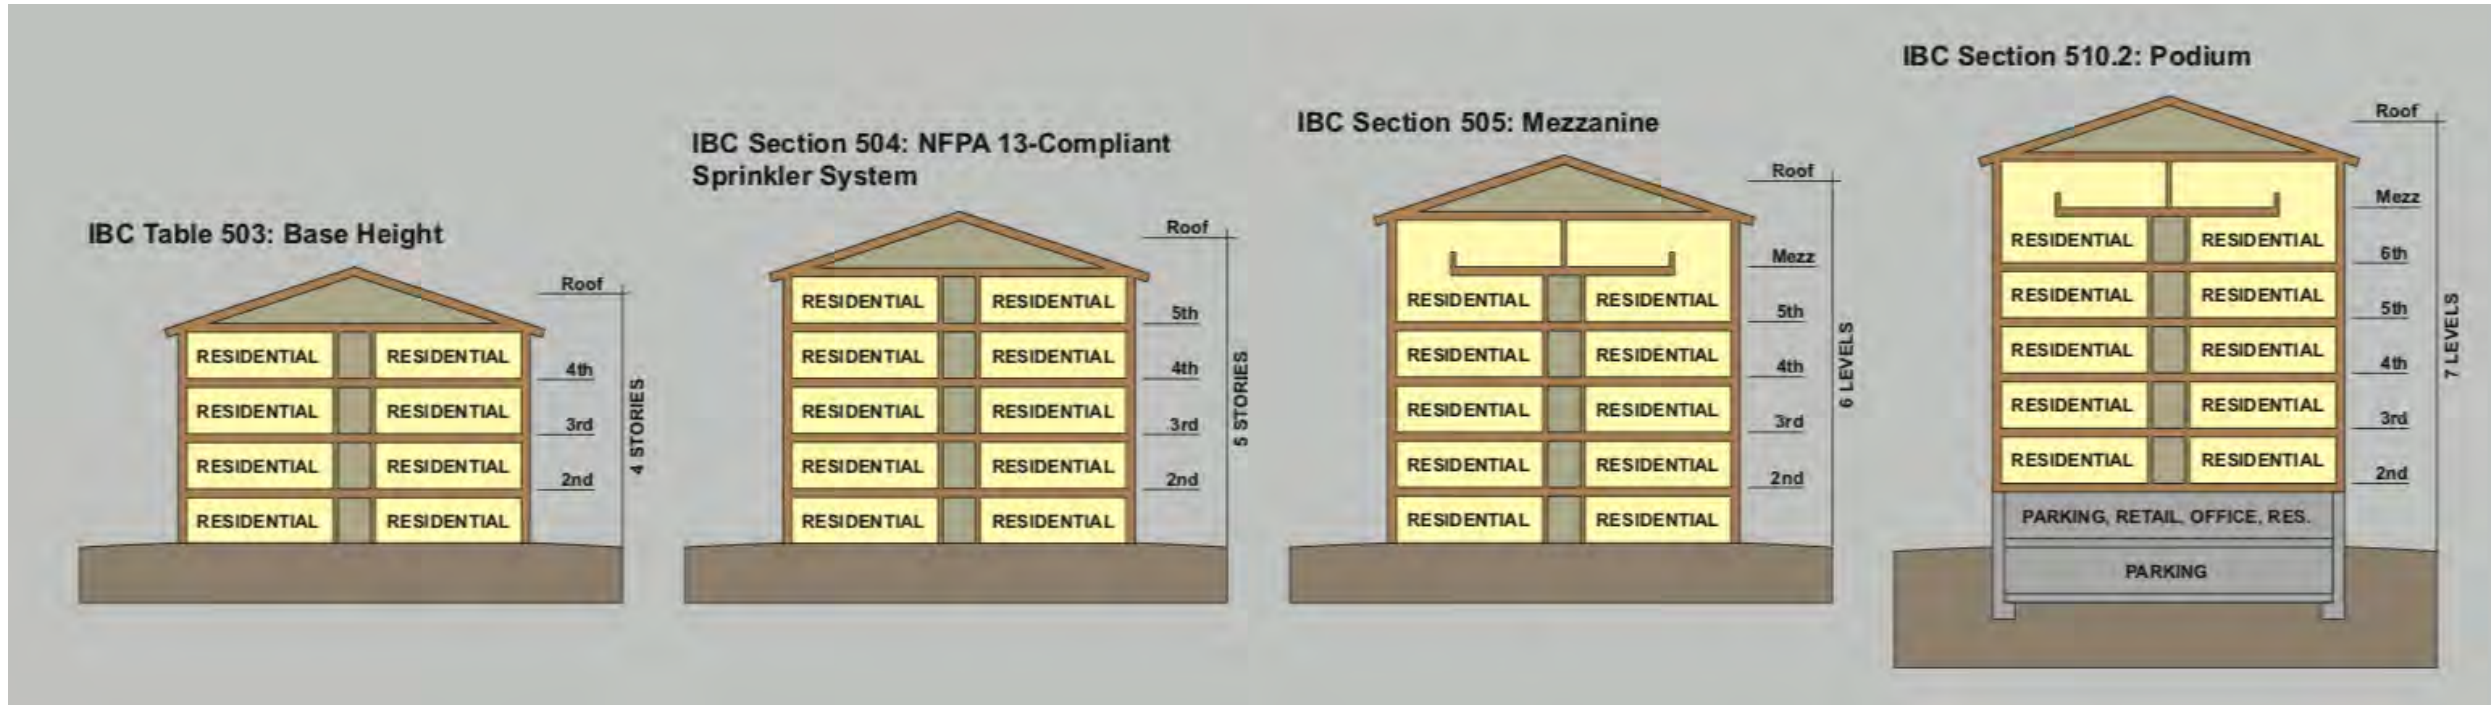 IBC Table 503: Base Height
Roof
RESIDENTIAL RESIDENTIAL
4th
RESIDENTIAL RESIDENTIAL
3rd
RESIDENTIAL RESIDENTIAL
2nd
RESIDENTIAL RESIDENTIAL
4 STORIES
IBC Section 504: NFPA 13-Compliant
Sprinkler System
Roof
RESIDENTIAL RESIDENTIAL
5th
RESIDENTIAL RESIDENTIAL
4th
RESIDENTIAL RESIDENTIAL
3rd
RESIDENTIAL RESIDENTIAL
2nd
RESIDENTIAL RESIDENTIAL
5 STORIES
IBC Section 505: Mezzanine
Roof
Mezz
RESIDENTIAL RESIDENTIAL
5th
RESIDENTIAL RESIDENTIAL
4th
RESIDENTIAL RESIDENTIAL
3rd
RESIDENTIAL RESIDENTIAL
2nd
RESIDENTIAL RESIDENTIAL
6 LEVELS
IBC Section 510.2: Podium
Roof
Mezz
RESIDENTIAL RESIDENTIAL
6th
RESIDENTIAL RESIDENTIAL
5th
RESIDENTIAL RESIDENTIAL
4th
RESIDENTIAL RESIDENTIAL
3rd
RESIDENTIAL RESIDENTIAL
2nd
PARKING, RETAIL, OFFICE, RES.
PARKING
7 LEVELS